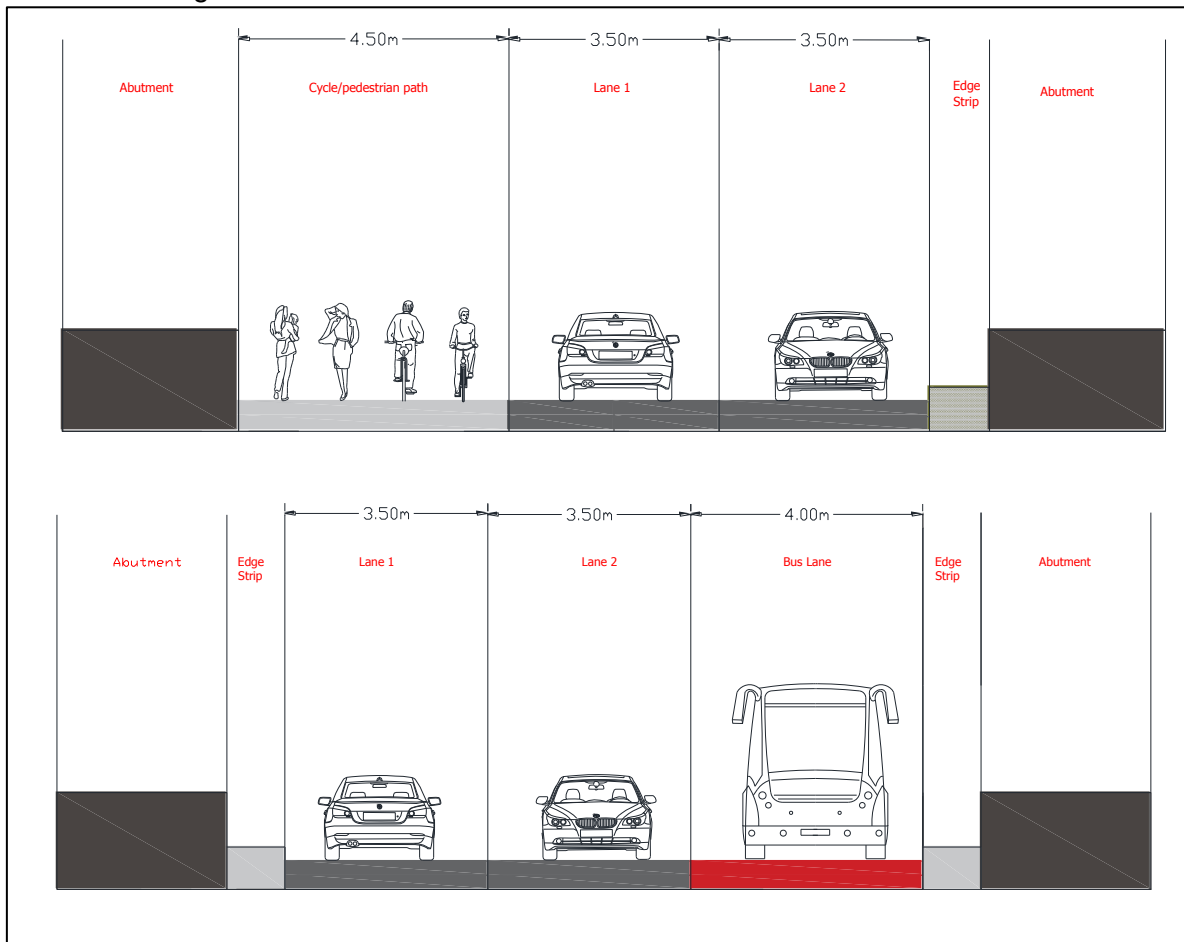 4.50m 3.50m 3.50m
Abutment Cycle/pedestrian path Lane 1 Lane 2 Edge Abutment
Strip
3.50m 3.50m 4.00m
Abutment Edge Lane 1 Lane 2 Bus Lane Edge Abutment
Strip Strip